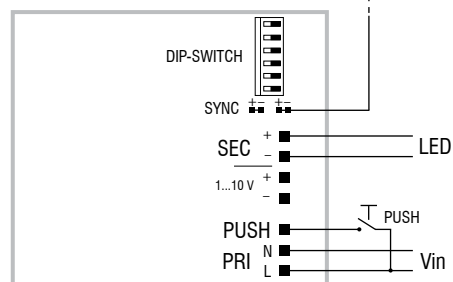 DIP-SWITCH
SYNC + − + −
SEC + −
LED
1...10 V + −
PUSH
PUSH
PRI N L
Vin